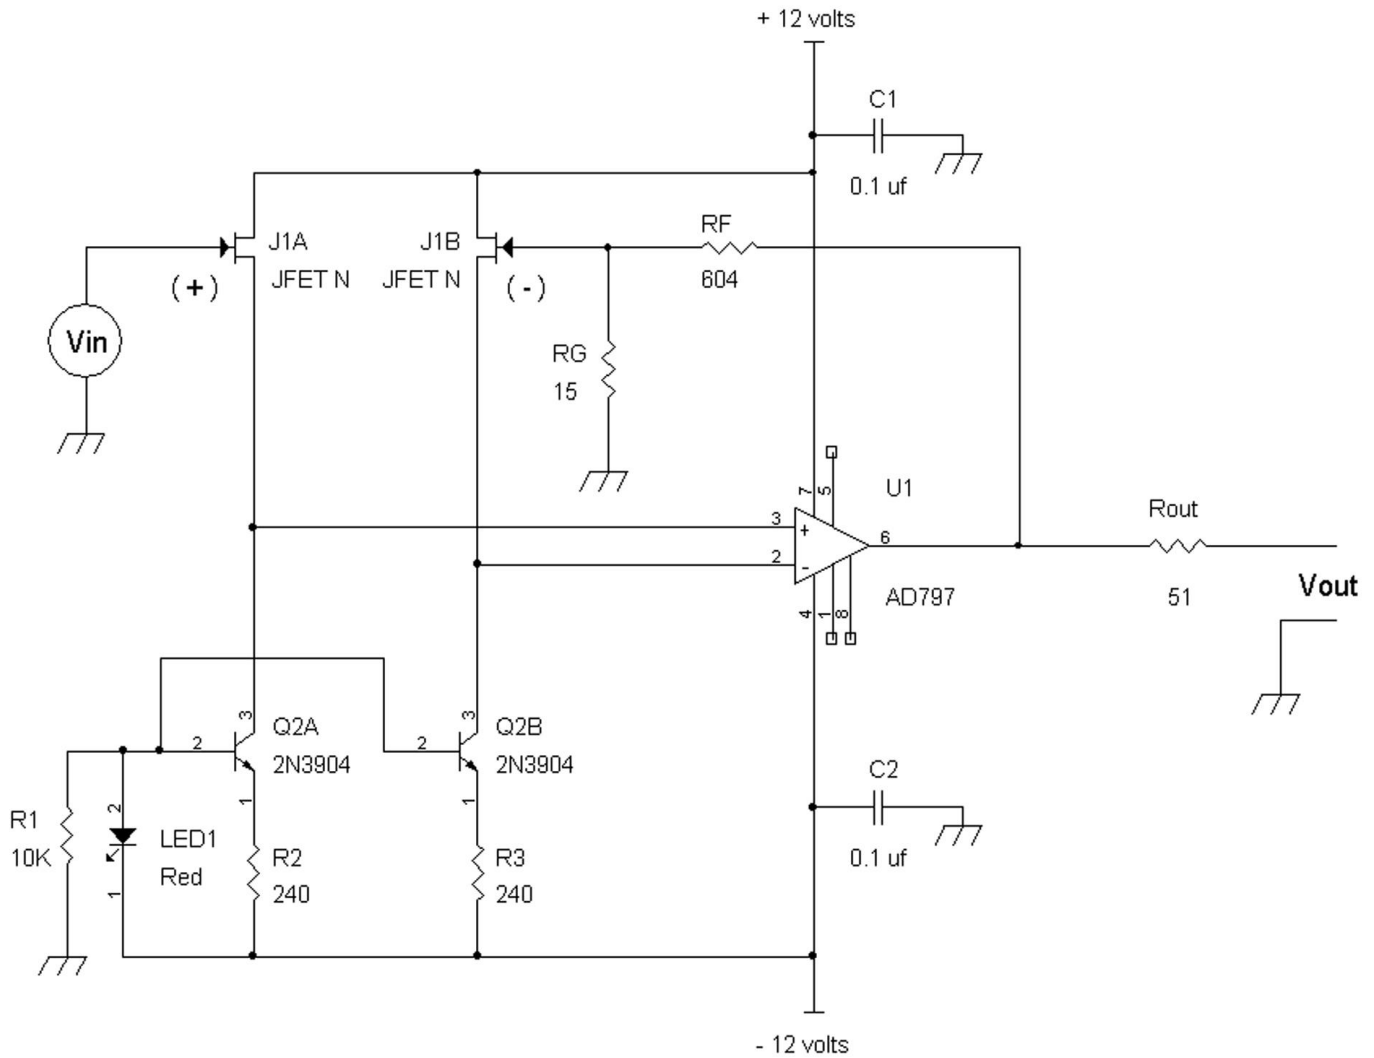 + 12 volts
C1
0.1 uf
RF
604
J1A
JFET N
J1B
JFET N
( + )
( - )
Vin
RG
15
7
5
U1
3
+
2
-
6
AD797
4
1
8
Rout
51
Vout
3
Q2A
2
2N3904
1
3
Q2B
2
2N3904
1
C2
0.1 uf
R1
10K
2
LED1
Red
1
R2
240
R3
240
- 12 volts